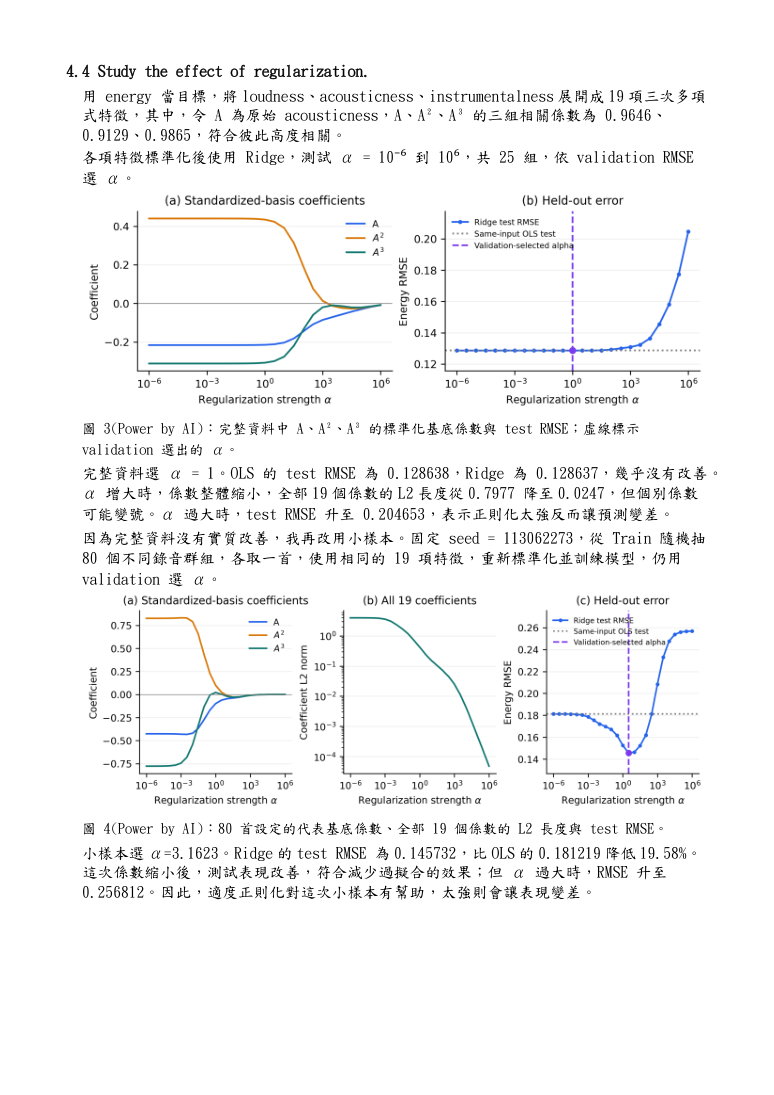 4.4 Study the effect of regularization.
用 energy 當目標，將 loudness、acousticness、instrumentalness 展開成 19 項三次多項
式特徵，其中，令 A 為原始 acousticness，A、A²、A³ 的三組相關係數為 0.9646、
0.9129、0.9865，符合彼此高度相關。
各項特徵標準化後使用 Ridge，測試 α = 10⁻⁶ 到 10⁶，共 25 組，依 validation RMSE
選 α。
(a) Standardized-basis coefficients
0.4
0.2
0.0
−0.2
Coefficient
A
A²
A³
10⁻⁶ 10⁻³ 10⁰ 10³ 10⁶
Regularization strength α
(b) Held-out error
0.20
0.18
0.16
0.14
0.12
Energy RMSE
Ridge test RMSE
Same-input OLS test
Validation-selected alpha
10⁻⁶ 10⁻³ 10⁰ 10³ 10⁶
Regularization strength α
圖 3(Power by AI)：完整資料中 A、A²、A³ 的標準化基底係數與 test RMSE；虛線標示
validation 選出的 α。
完整資料選 α = 1。OLS 的 test RMSE 為 0.128638，Ridge 為 0.128637，幾乎沒有改善。
α 增大時，係數整體縮小，全部 19 個係數的 L2 長度從 0.7977 降至 0.0247，但個別係數
可能變號。α 過大時，test RMSE 升至 0.204653，表示正則化太強反而讓預測變差。
因為完整資料沒有實質改善，我再改用小樣本。固定 seed = 113062273，從 Train 隨機抽
80 個不同錄音群組，各取一首，使用相同的 19 項特徵，重新標準化並訓練模型，仍用
validation 選 α。
(a) Standardized-basis coefficients
0.75
0.50
0.25
0.00
−0.25
−0.50
−0.75
Coefficient
A
A²
A³
10⁻⁶ 10⁻³ 10⁰ 10³ 10⁶
Regularization strength α
(b) All 19 coefficients
10⁰
10⁻¹
10⁻²
10⁻³
10⁻⁴
Coefficient L2 norm
10⁻⁶ 10⁻³ 10⁰ 10³ 10⁶
Regularization strength α
(c) Held-out error
0.26
0.24
0.22
0.20
0.18
0.16
0.14
Energy RMSE
Ridge test RMSE
Same-input OLS test
Validation-selected alpha
10⁻⁶ 10⁻³ 10⁰ 10³ 10⁶
Regularization strength α
圖 4(Power by AI)：80 首設定的代表基底係數、全部 19 個係數的 L2 長度與 test RMSE。
小樣本選 α=3.1623。Ridge 的 test RMSE 為 0.145732，比 OLS 的 0.181219 降低 19.58%。
這次係數縮小後，測試表現改善，符合減少過擬合的效果；但 α 過大時，RMSE 升至
0.256812。因此，適度正則化對這次小樣本有幫助，太強則會讓表現變差。